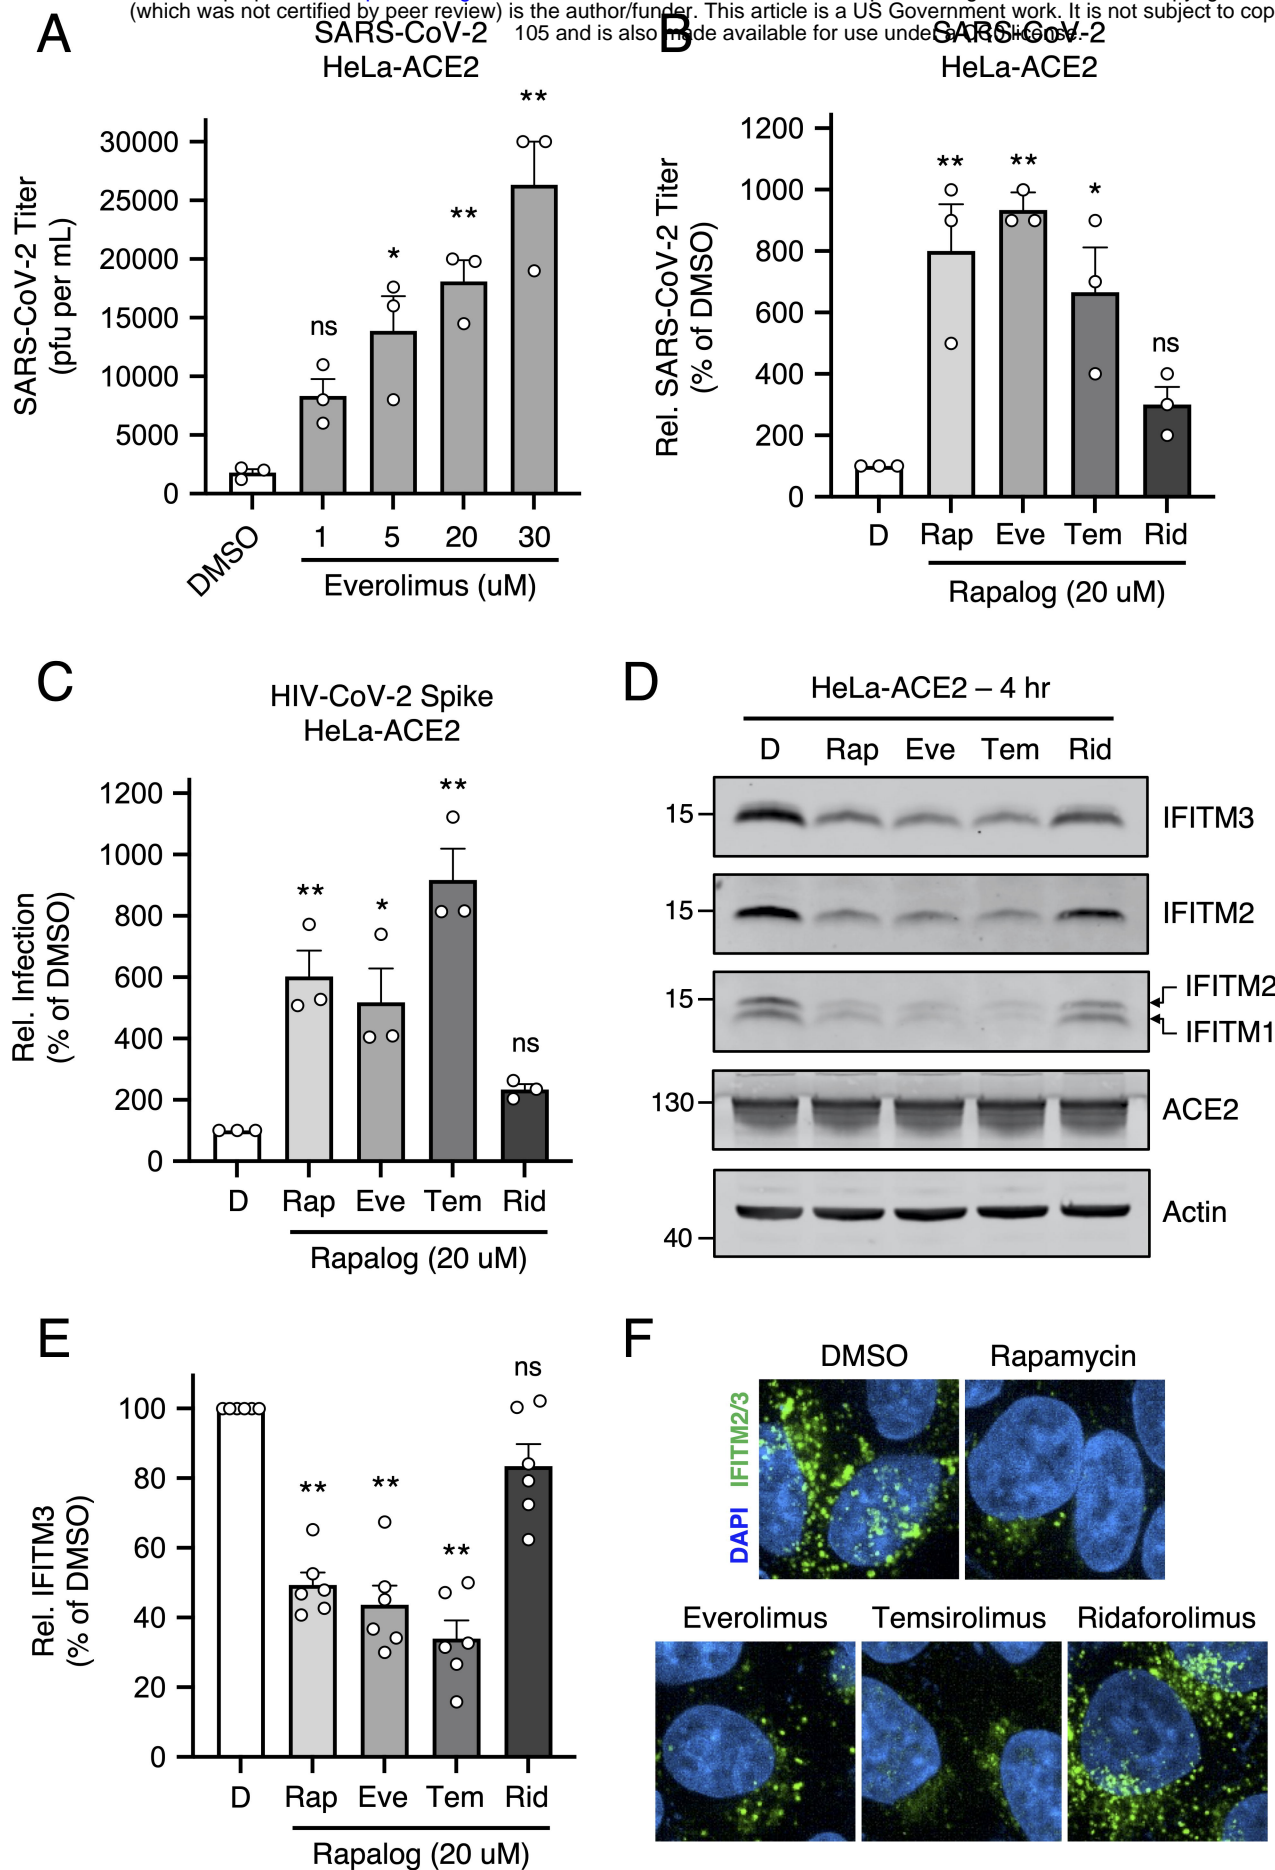 (which was not certified by peer review) is the author/funder. This article is a US Government work. It is not subject to cop
105 and is also made available for use under a CC0 license.
A
SARS-CoV-2
HeLa-ACE2
SARS-CoV-2 Titer
(pfu per mL)
30000
25000
20000
15000
10000
5000
0
ns
*
**
**
DMSO
1 5 20 30
Everolimus (uM)
B
SARS-CoV-2
HeLa-ACE2
Rel. SARS-CoV-2 Titer
(% of DMSO)
1200
1000
800
600
400
200
0
**
**
*
ns
D Rap Eve Tem Rid
Rapalog (20 uM)
C
HIV-CoV-2 Spike
HeLa-ACE2
Rel. Infection
(% of DMSO)
1200
1000
800
600
400
200
0
**
*
**
ns
D Rap Eve Tem Rid
Rapalog (20 uM)
D
HeLa-ACE2 – 4 hr
D Rap Eve Tem Rid
15 IFITM3
15 IFITM2
15 IFITM2
IFITM1
130 ACE2
Actin
40
E
Rel. IFITM3
(% of DMSO)
100
80
60
40
20
0
**
**
**
ns
D Rap Eve Tem Rid
Rapalog (20 uM)
F
DMSO Rapamycin
DAPI IFITM2/3
Everolimus Temsirolimus Ridaforolimus